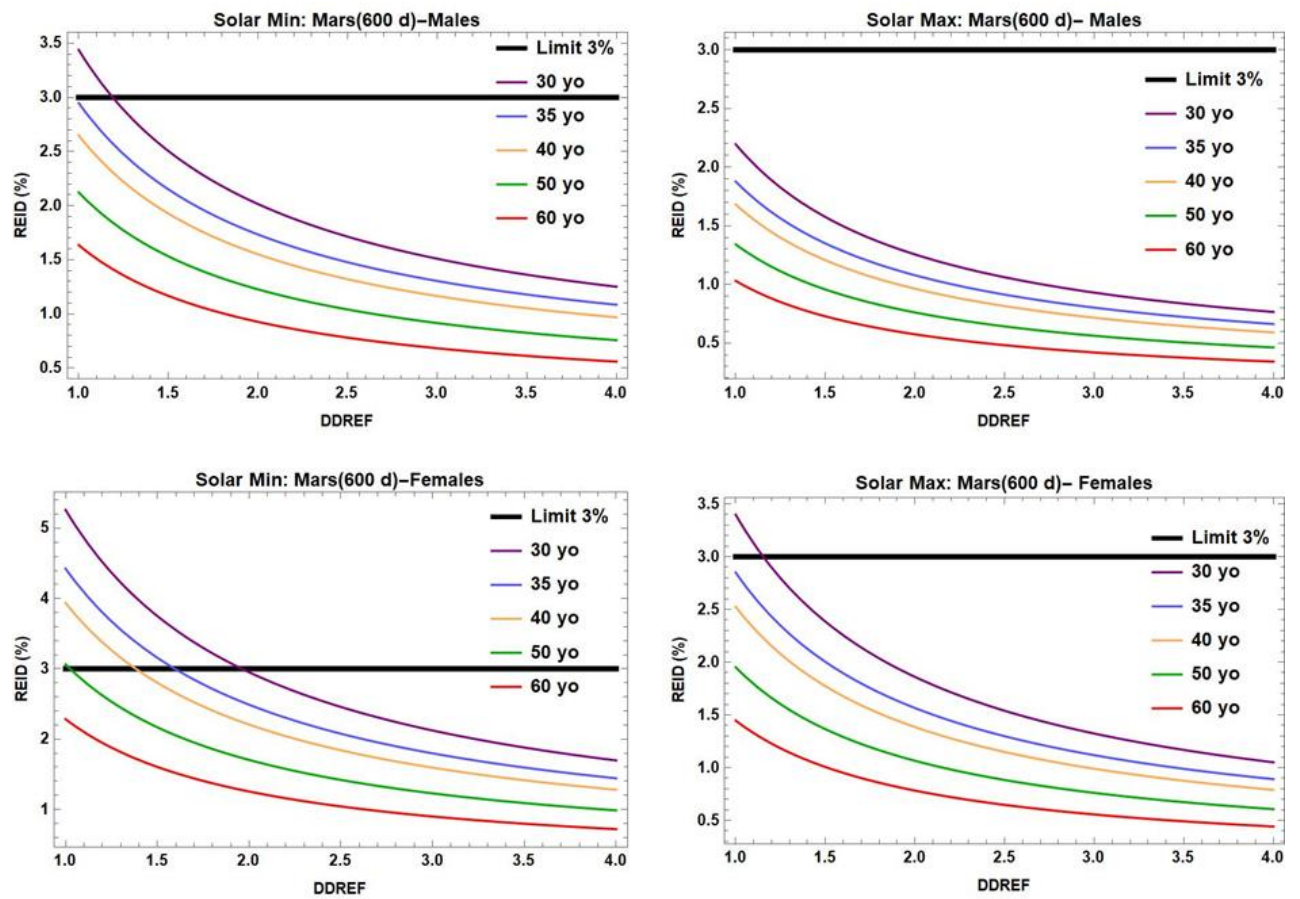 Solar Min: Mars(600 d)–Males
3.5
3.0
2.5
2.0
1.5
1.0
0.5
REID (%)
Limit 3%
30 yo
35 yo
40 yo
50 yo
60 yo
1.0 1.5 2.0 2.5 3.0 3.5 4.0
DDREF
Solar Max: Mars(600 d)– Males
3.0
2.5
2.0
1.5
1.0
0.5
REID (%)
Limit 3%
30 yo
35 yo
40 yo
50 yo
60 yo
1.0 1.5 2.0 2.5 3.0 3.5 4.0
DDREF
Solar Min: Mars(600 d)–Females
5
4
3
2
1
REID (%)
Limit 3%
30 yo
35 yo
40 yo
50 yo
60 yo
1.0 1.5 2.0 2.5 3.0 3.5 4.0
DDREF
Solar Max: Mars(600 d)– Females
3.5
3.0
2.5
2.0
1.5
1.0
0.5
REID (%)
Limit 3%
30 yo
35 yo
40 yo
50 yo
60 yo
1.0 1.5 2.0 2.5 3.0 3.5 4.0
DDREF